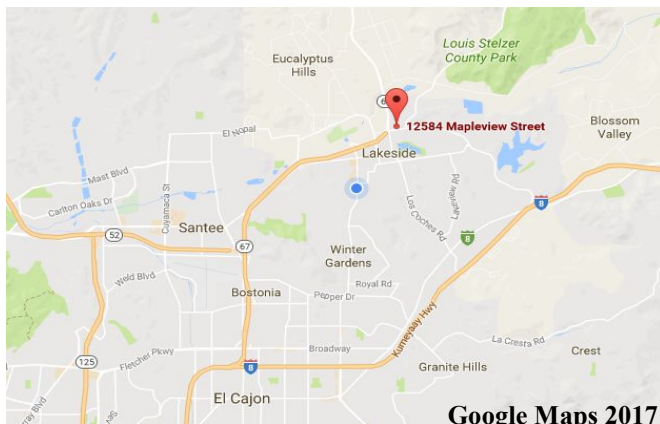 Louis Stelzer
County Park
Eucalyptus
Hills
12584 Mapleview Street
Blossom
Valley
El Nopal
Lakeside
Mast Blvd
Carlton Oaks Dr
Cuyamaca St
Lakeview Rd
Los Coches Rd
8
8
Santee
52
67
Winter
Gardens
Weld Blvd
Royal Rd
Bostonia
Pepper Dr
Kumeyaay Hwy
La Cresta Rd
Broadway
Fletcher Pkwy
125
8
Granite Hills
Crest
El Cajon
Google Maps 2017